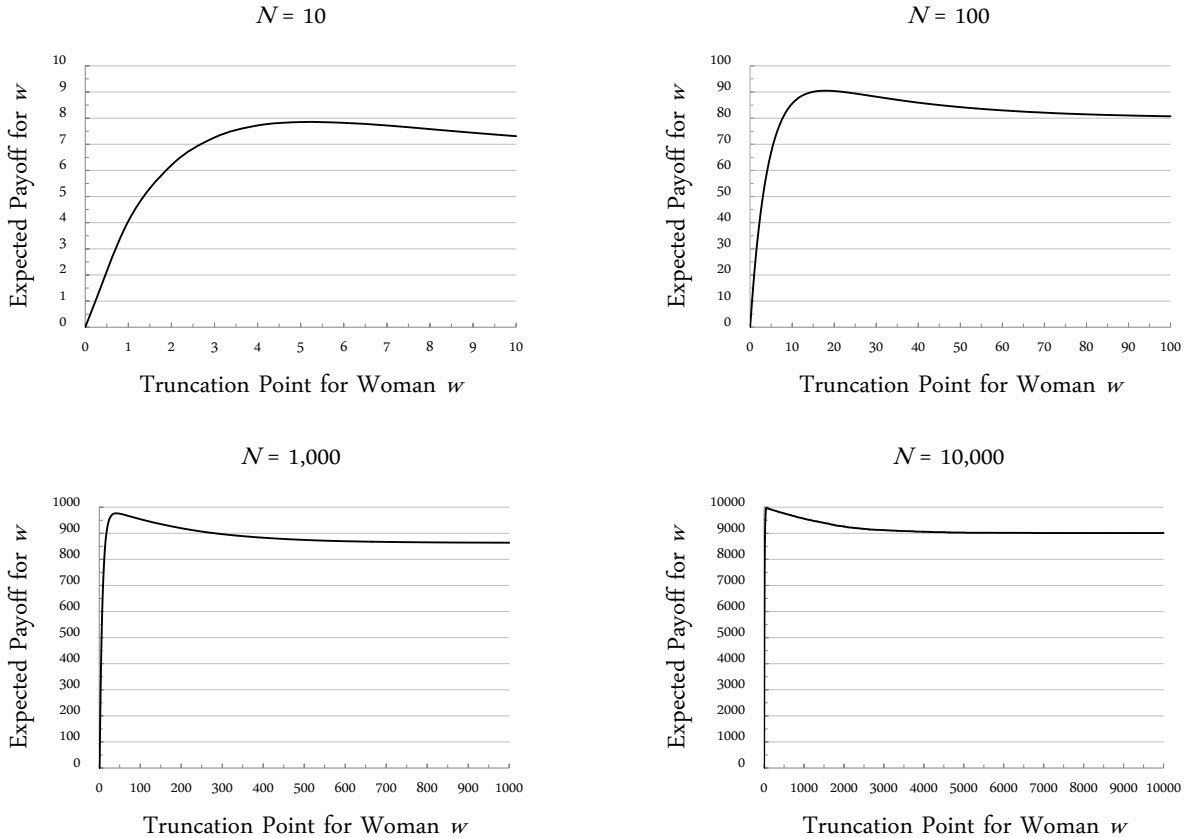 N = 10
Expected Payoff for w
10
9
8
7
6
5
4
3
2
1
0
0 1 2 3 4 5 6 7 8 9 10
Truncation Point for Woman w
N = 100
Expected Payoff for w
100
90
80
70
60
50
40
30
20
10
0
0 10 20 30 40 50 60 70 80 90 100
Truncation Point for Woman w
N = 1,000
Expected Payoff for w
1000
900
800
700
600
500
400
300
200
100
0
0 100 200 300 400 500 600 700 800 900 1000
Truncation Point for Woman w
N = 10,000
Expected Payoff for w
10000
9000
8000
7000
6000
5000
4000
3000
2000
1000
0
0 1000 2000 3000 4000 5000 6000 7000 8000 9000 10000
Truncation Point for Woman w